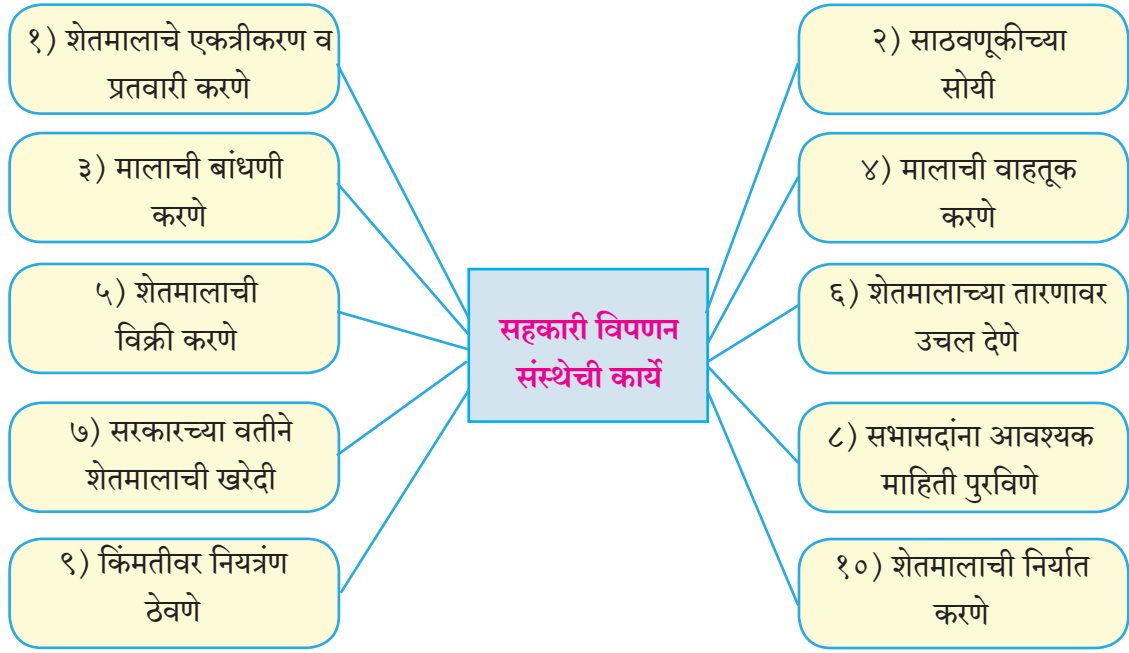 १) शेतमालाचे एकत्रीकरण व
प्रतवारी करणे
२) साठवणूकीच्या
सोयी
३) मालाची बांधणी
करणे
४) मालाची वाहतूक
करणे
५) शेतमालाची
विक्री करणे
६) शेतमालाच्या तारणावर
उचल देणे
सहकारी विपणन
संस्थेची कार्ये
७) सरकारच्या वतीने
शेतमालाची खरेदी
८) सभासदांना आवश्यक
माहिती पुरविणे
९) किंमतीवर नियत्रंण
ठेवणे
१०) शेतमालाची निर्यात
करणे